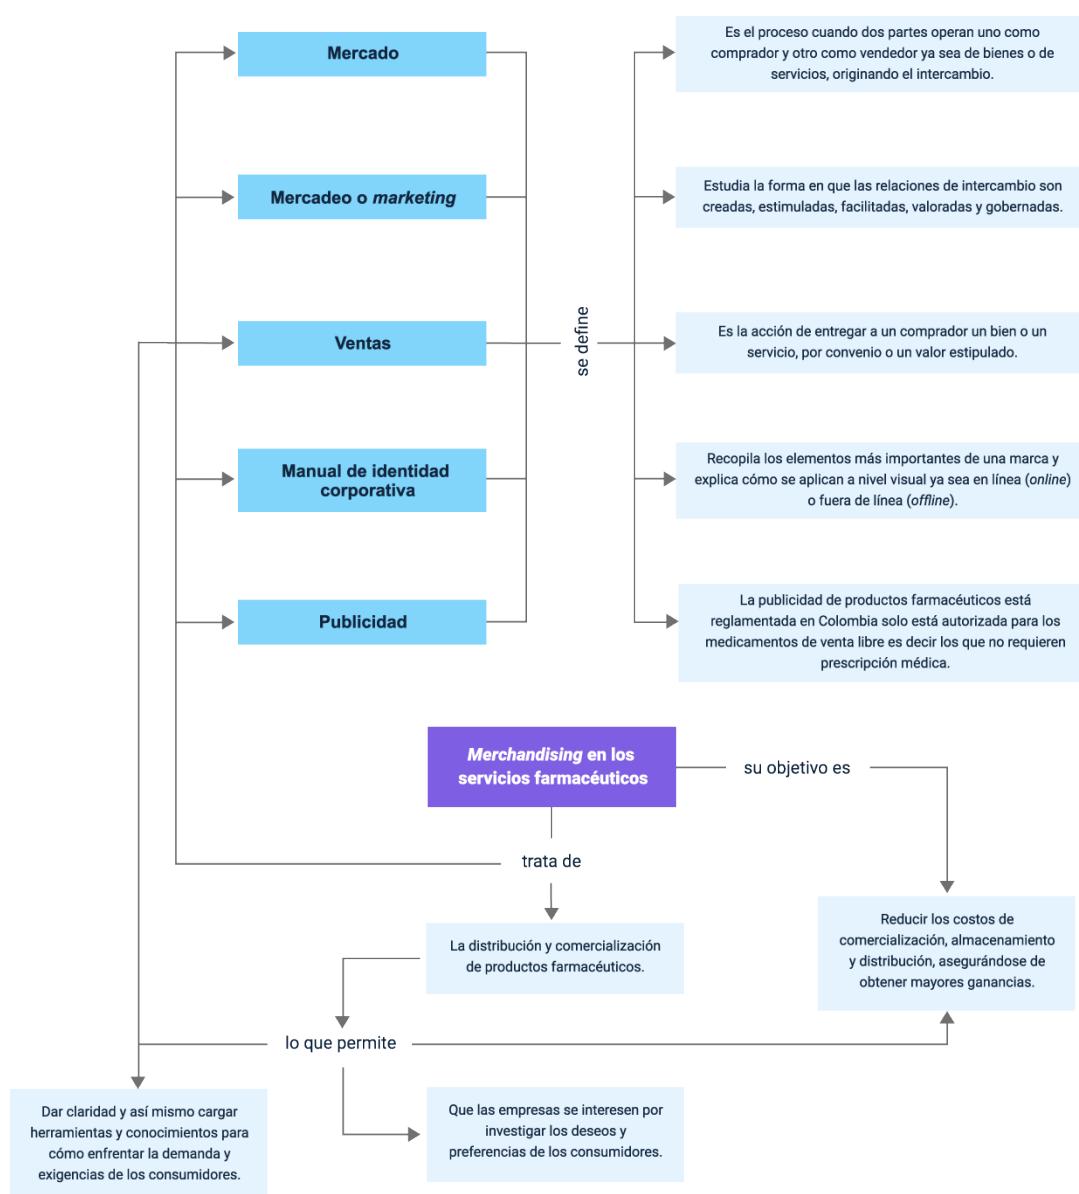 Mercado
Es el proceso cuando dos partes operan uno como
comprador y otro como vendedor ya sea de bienes o de
servicios, originando el intercambio.
Mercadeo o marketing
Estudia la forma en que las relaciones de intercambio son
creadas, estimuladas, facilitadas, valoradas y gobernadas.
Ventas
se define
Es la acción de entregar a un comprador un bien o un
servicio, por convenio o un valor estipulado.
Manual de identidad
corporativa
Recopila los elementos más importantes de una marca y
explica cómo se aplican a nivel visual ya sea en línea (online)
o fuera de línea (offline).
Publicidad
La publicidad de productos farmacéuticos está
reglamentada en Colombia solo está autorizada para los
medicamentos de venta libre es decir los que no requieren
prescripción médica.
Merchandising en los
servicios farmacéuticos
su objetivo es
trata de
La distribución y comercialización
de productos farmacéuticos.
Reducir los costos de
comercialización, almacenamiento
y distribución, asegurándose de
obtener mayores ganancias.
lo que permite
Dar claridad y así mismo cargar
herramientas y conocimientos para
cómo enfrentar la demanda y
exigencias de los consumidores.
Que las empresas se interesen por
investigar los deseos y
preferencias de los consumidores.